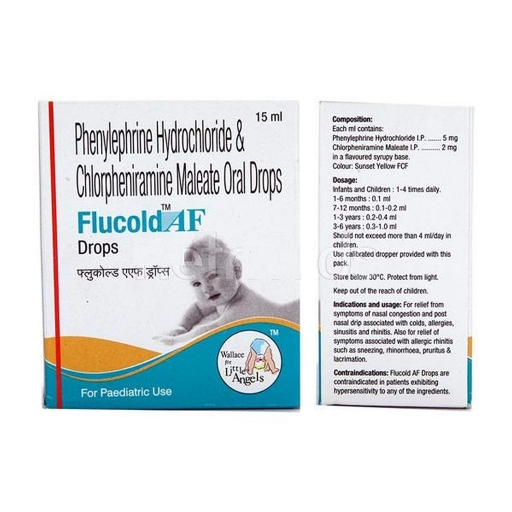 15 ml
Phenylephrine Hydrochloride &
Chlorpheniramine Maleate Oral Drops
Flucold AF™
Drops
फ्लुकोल्ड एएफ ड्रॉप्स
TM
Wallace
for
Little
Angels
For Paediatric Use
Composition:
Each ml contains:
Phenylephrine Hydrochloride I.P. ....... 5 mg
Chlorpheniramine Maleate I.P. .......... 2 mg
in a flavoured syrupy base.
Colour: Sunset Yellow FCF
Dosage:
Infants and Children : 1-4 times daily.
1-6 months : 0.1 ml
7-12 months : 0.1-0.2 ml
1-3 years : 0.2-0.4 ml
3-6 years : 0.3-1.0 ml
Should not exceed more than 4 ml/day in
children.
Use calibrated dropper provided with this
pack.
Store below 30°C. Protect from light.
Keep out of the reach of children.
Indications and usage: For relief from
symptoms of nasal congestion and post
nasal drip associated with colds, allergies,
sinusitis and rhinitis. Also for relief of
symptoms associated with allergic rhinitis
such as sneezing, rhinorrhoea, pruritus &
lacrimation.
Contraindications: Flucold AF Drops are
contraindicated in patients exhibiting
hypersensitivity to any of the ingredients.